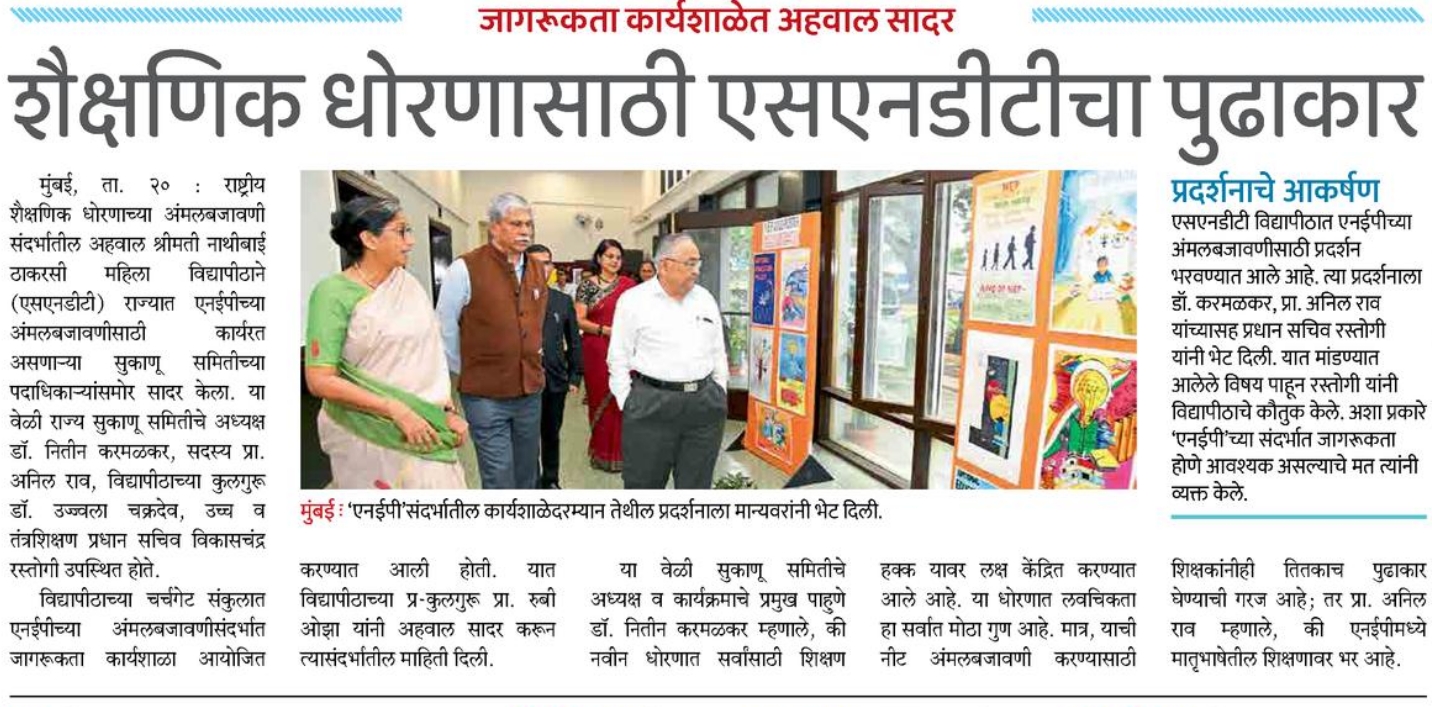 जागरूकता कार्यशाळेत अहवाल सादर
शैक्षणिक धोरणासाठी एसएनडीटीचा पुढाकार
मुंबई, ता. २० : राष्ट्रीय
शैक्षणिक धोरणाच्या अंमलबजावणी
संदर्भातील अहवाल श्रीमती नाथीबाई
ठाकरसी महिला विद्यापीठाने
(एसएनडीटी) राज्यात एनईपीच्या
अंमलबजावणीसाठी कार्यरत
असणाऱ्या सुकाणू समितीच्या
पदाधिकाऱ्यांसमोर सादर केला. या
वेळी राज्य सुकाणू समितीचे अध्यक्ष
डॉ. नितीन करमळकर, सदस्य प्रा.
अनिल राव, विद्यापीठाच्या कुलगुरू
डॉ. उज्ज्वला चक्रदेव, उच्च व
तंत्रशिक्षण प्रधान सचिव विकासचंद्र
रस्तोगी उपस्थित होते.
विद्यापीठाच्या चर्चगेट संकुलात
एनईपीच्या अंमलबजावणीसंदर्भात
जागरूकता कार्यशाळा आयोजित
NEP
मुंबई : ‘एनईपी’संदर्भातील कार्यशाळेदरम्यान तेथील प्रदर्शनाला मान्यवरांनी भेट दिली.
करण्यात आली होती. यात
विद्यापीठाच्या प्र-कुलगुरू प्रा. रुबी
ओझा यांनी अहवाल सादर करून
त्यासंदर्भातील माहिती दिली.
या वेळी सुकाणू समितीचे
अध्यक्ष व कार्यक्रमाचे प्रमुख पाहुणे
डॉ. नितीन करमळकर म्हणाले, की
नवीन धोरणात सर्वांसाठी शिक्षण
हक्क यावर लक्ष केंद्रित करण्यात
आले आहे. या धोरणात लवचिकता
हा सर्वात मोठा गुण आहे. मात्र, याची
नीट अंमलबजावणी करण्यासाठी
शिक्षकांनीही तितकाच पुढाकार
घेण्याची गरज आहे; तर प्रा. अनिल
राव म्हणाले, की एनईपीमध्ये
मातृभाषेतील शिक्षणावर भर आहे.
प्रदर्शनाचे आकर्षण
एसएनडीटी विद्यापीठात एनईपीच्या
अंमलबजावणीसाठी प्रदर्शन
भरवण्यात आले आहे. त्या प्रदर्शनाला
डॉ. करमळकर, प्रा. अनिल राव
यांच्यासह प्रधान सचिव रस्तोगी
यांनी भेट दिली. यात मांडण्यात
आलेले विषय पाहून रस्तोगी यांनी
विद्यापीठाचे कौतुक केले. अशा प्रकारे
‘एनईपी’च्या संदर्भात जागरूकता
होणे आवश्यक असल्याचे मत त्यांनी
व्यक्त केले.